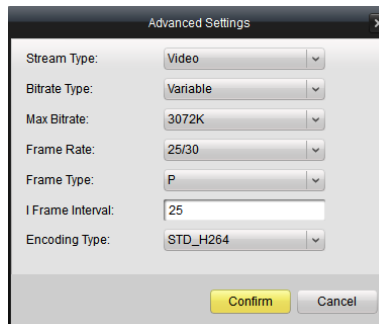 Advanced Settings
Stream Type: Video
Bitrate Type: Variable
Max Bitrate: 3072K
Frame Rate: 25/30
Frame Type: P
I Frame Interval: 25
Encoding Type: STD_H264
Confirm Cancel